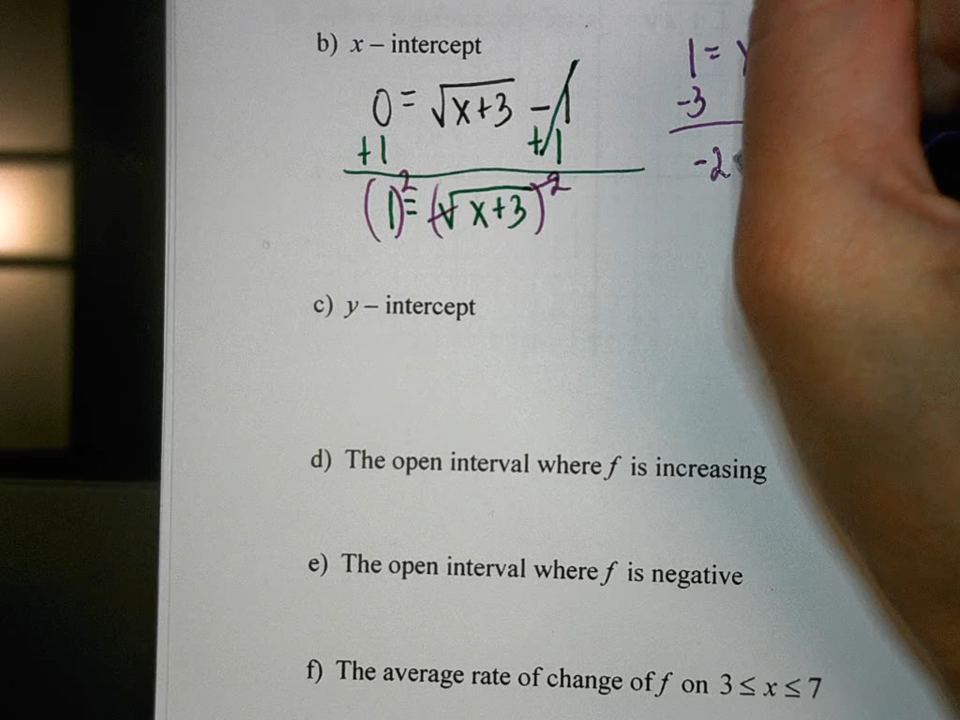 b) x – intercept
0 = √x+3 - 1
+1 +1
(1)² = (√x+3)²
1 =
-3
-2
c) y – intercept
d) The open interval where f is increasing
e) The open interval where f is negative
f) The average rate of change of f on 3 ≤ x ≤ 7